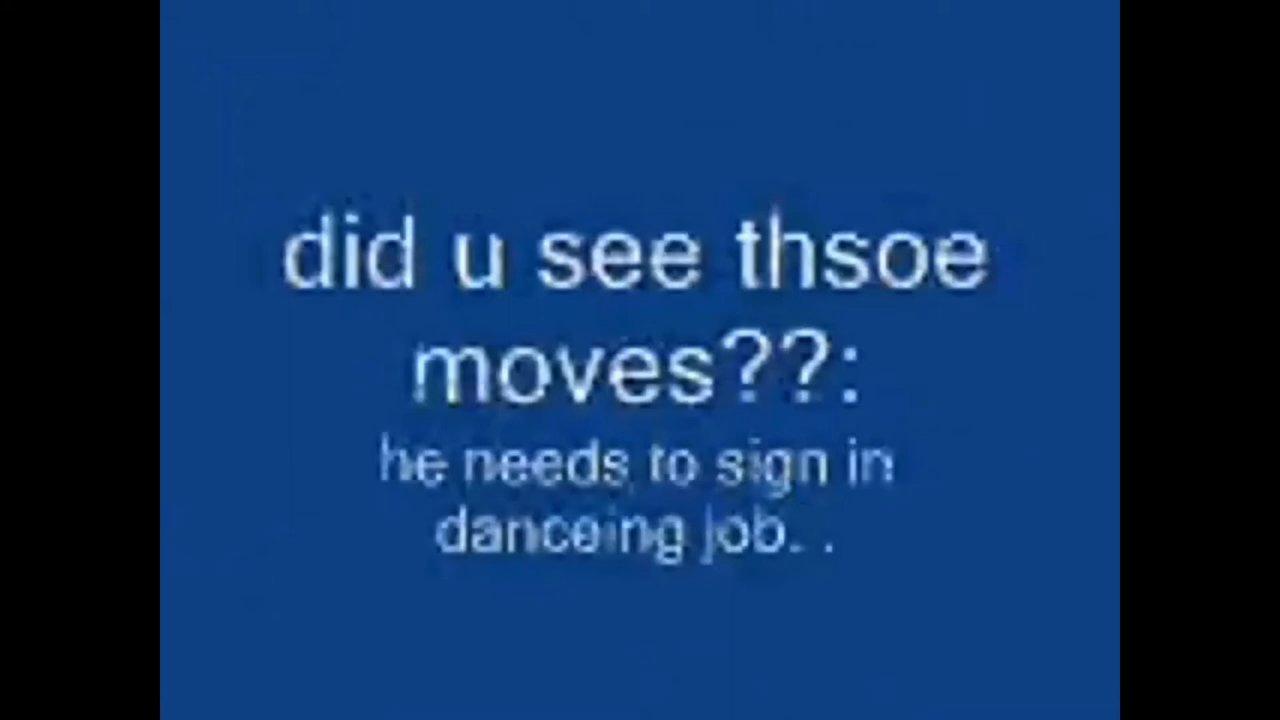 did u see thsoe
moves??:
he needs to sign in
danceing job. .